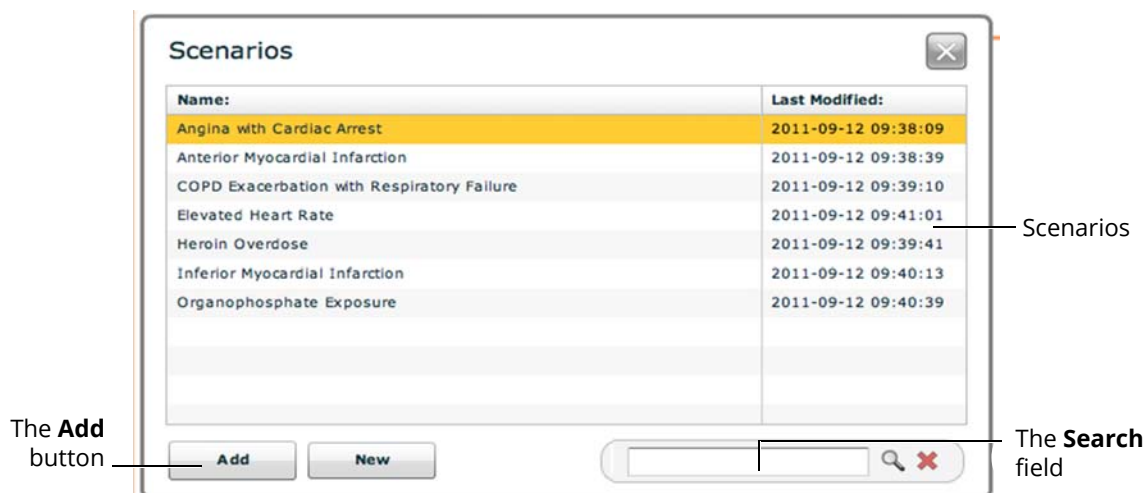 Scenarios
Name: Last Modified:
Angina with Cardiac Arrest 2011-09-12 09:38:09
Anterior Myocardial Infarction 2011-09-12 09:38:39
COPD Exacerbation with Respiratory Failure 2011-09-12 09:39:10
Elevated Heart Rate 2011-09-12 09:41:01
Scenarios
Heroin Overdose 2011-09-12 09:39:41
Inferior Myocardial Infarction 2011-09-12 09:40:13
Organophosphate Exposure 2011-09-12 09:40:39
The Add
button
Add New
The Search
field